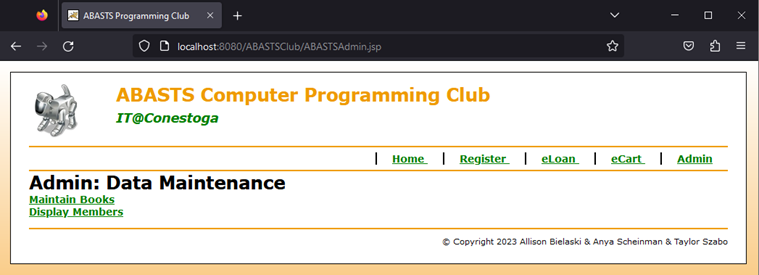 ABASTS Programming Club
localhost:8080/ABASTSClub/ABASTSAdmin.jsp
ABASTS Computer Programming Club
IT@Conestoga
| Home | Register | eLoan | eCart | Admin
Admin: Data Maintenance
Maintain Books
Display Members
© Copyright 2023 Allison Bielaski & Anya Scheinman & Taylor Szabo